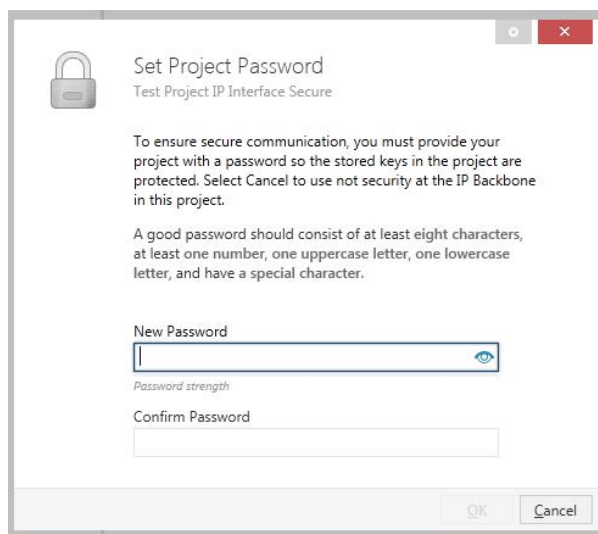 Set Project Password
Test Project IP Interface Secure
To ensure secure communication, you must provide your
project with a password so the stored keys in the project are
protected. Select Cancel to use not security at the IP Backbone
in this project.
A good password should consist of at least eight characters,
at least one number, one uppercase letter, one lowercase
letter, and have a special character.
New Password
Password strength
Confirm Password
OK
Cancel